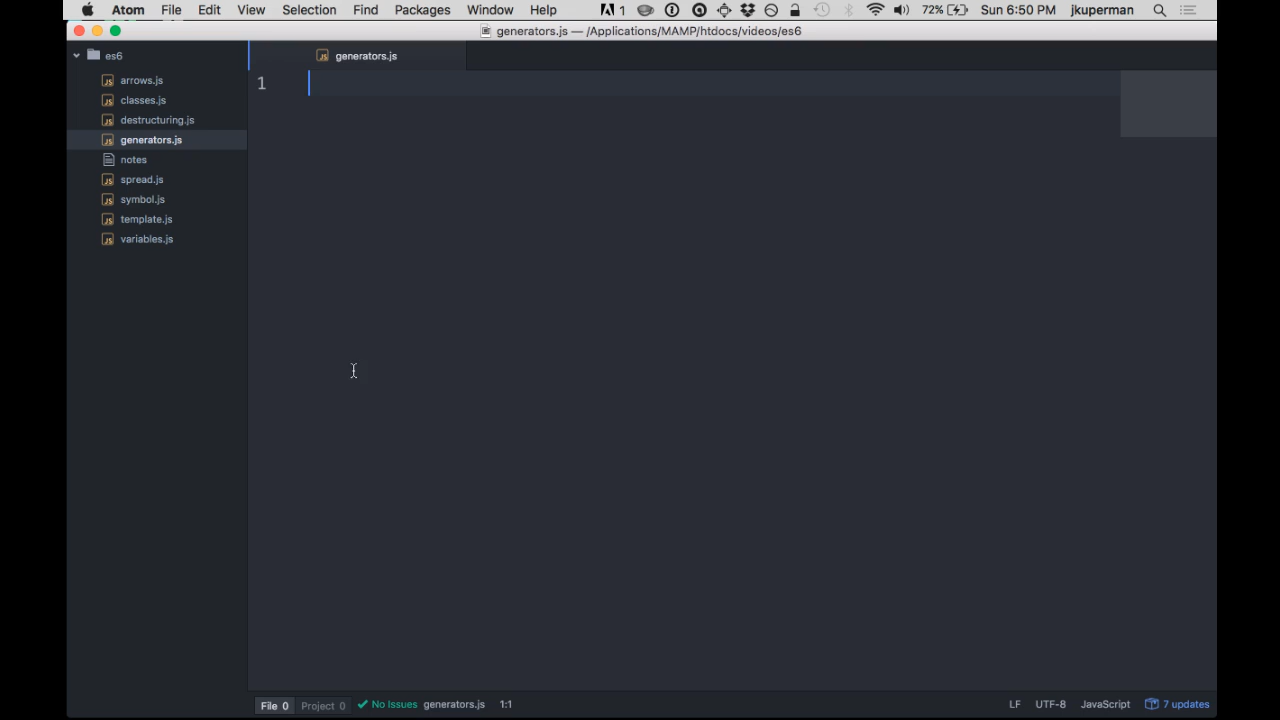 Atom File Edit View Selection Find Packages Window Help 1 72% Sun 6:50 PM jkuperman
generators.js — /Applications/MAMP/htdocs/videos/es6
es6
generators.js
arrows.js
classes.js
destructuring.js
generators.js
notes
spread.js
symbol.js
template.js
variables.js
1
File 0 Project 0 No Issues generators.js 1:1 LF UTF-8 JavaScript 7 updates